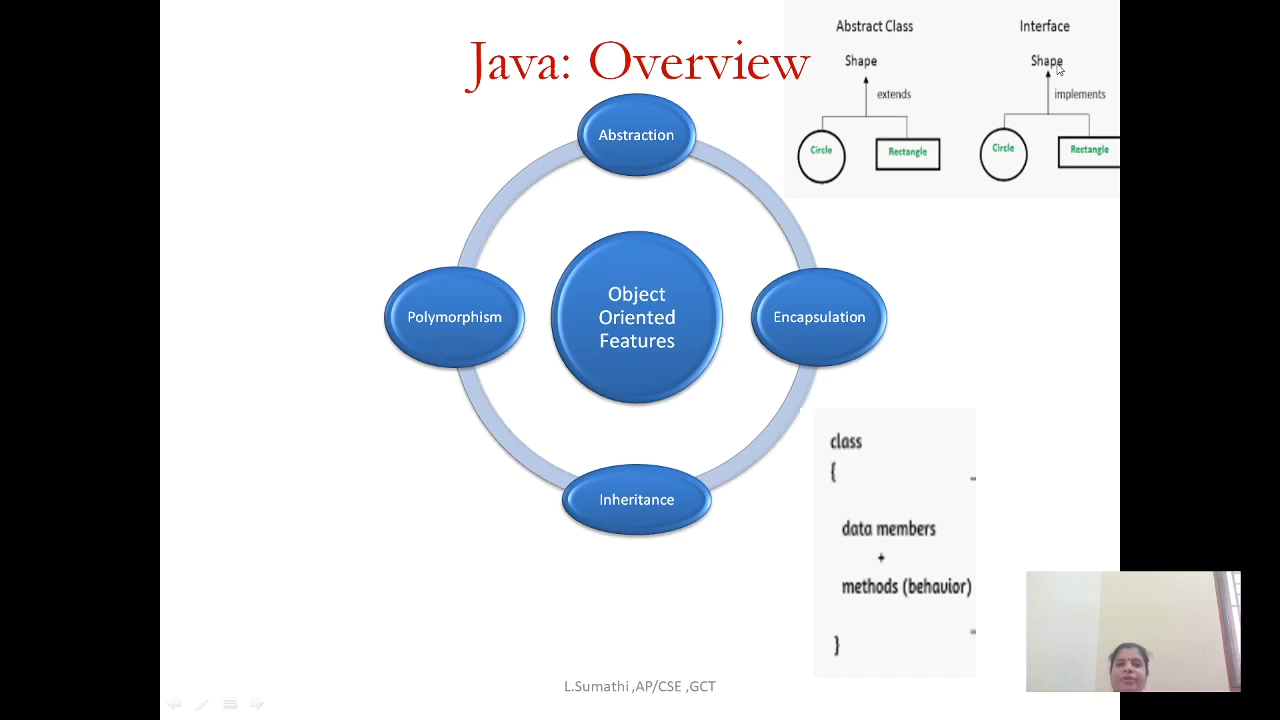 Java: Overview
Abstract Class
Interface
Shape
Shape
extends
implements
Circle
Rectangle
Circle
Rectangle
Abstraction
Polymorphism
Object
Oriented
Features
Encapsulation
Inheritance
class
{
data members
+
methods (behavior)
}
L.Sumathi ,AP/CSE ,GCT